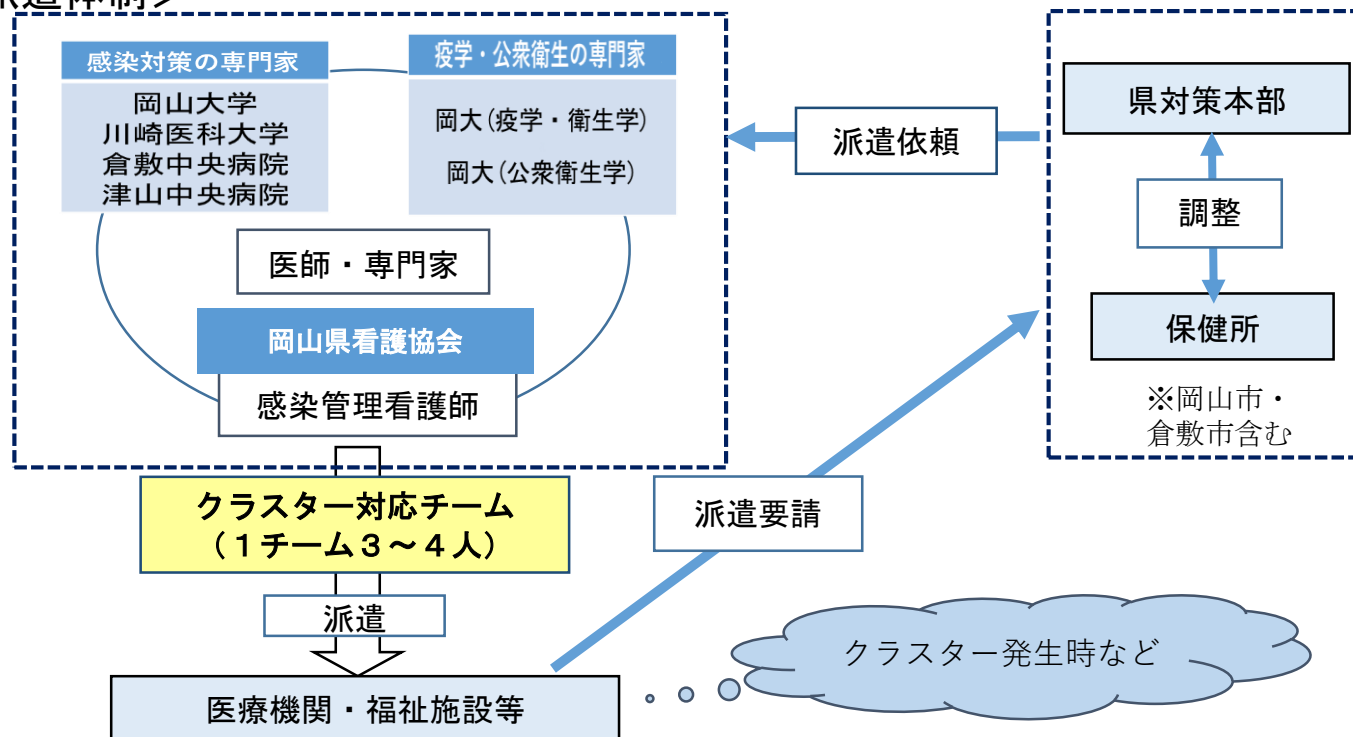 派遣体制＞
感染対策の専門家
岡山大学
川崎医科大学
倉敷中央病院
津山中央病院
疫学・公衆衛生の専門家
岡大(疫学・衛生学)
岡大(公衆衛生学)
医師・専門家
岡山県看護協会
感染管理看護師
派遣依頼
県対策本部
調整
保健所
※岡山市・
倉敷市含む
クラスター対応チーム
（１チーム３～４人）
派遣要請
派遣
クラスター発生時など
医療機関・福祉施設等